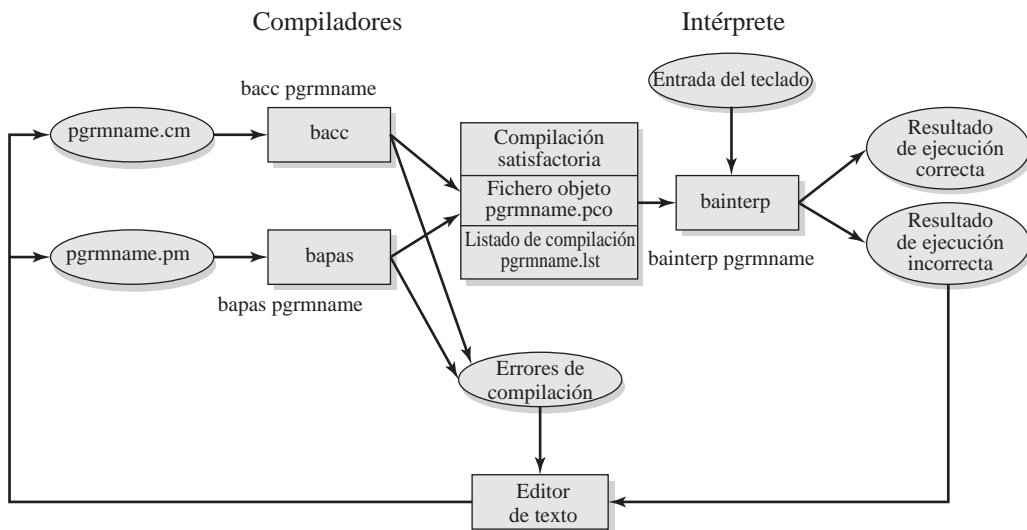 Compiladores
Intérprete
Entrada del teclado
bacc pgrmname
pgrmname.cm
bacc
Compilación
satisfactoria
Fichero objeto
pgrmname.pco
Listado de compilación
pgrmname.lst
bainterp
bainterp pgrmname
Resultado
de ejecución
correcta
Resultado
de ejecución
incorrecta
pgrmname.pm
bapas
bapas pgrmname
Errores de
compilación
Editor
de texto